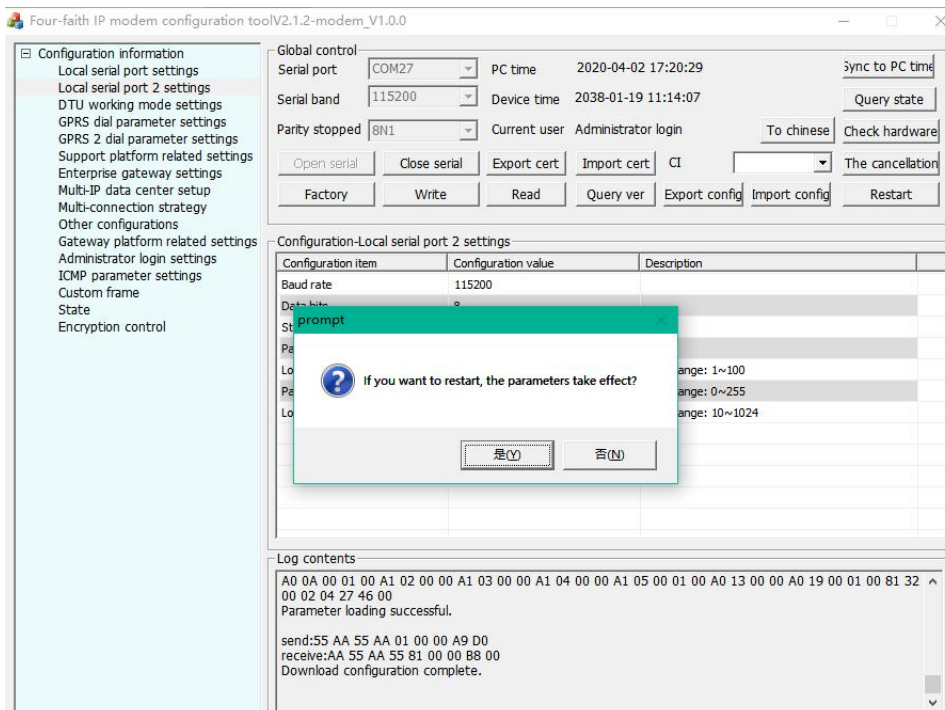 Four-faith IP modem configuration toolV2.1.2-modem_V1.0.0
Configuration information
Local serial port settings
Local serial port 2 settings
DTU working mode settings
GPRS dial parameter settings
GPRS 2 dial parameter settings
Support platform related settings
Enterprise gateway settings
Multi-IP data center setup
Multi-connection strategy
Other configurations
Gateway platform related settings
Administrator login settings
ICMP parameter settings
Custom frame
State
Encryption control
Global control
Serial port COM27 PC time 2020-04-02 17:20:29 Sync to PC time
Serial band 115200 Device time 2038-01-19 11:14:07 Query state
Parity stopped 8N1 Current user Administrator login To chinese Check hardware
Open serial Close serial Export cert Import cert CI The cancellation
Factory Write Read Query ver Export config Import config Restart
Configuration-Local serial port 2 settings
Configuration item Configuration value Description
Baud rate 115200
Data bits 8
St
Pa
Lo ange: 1~100
Pa ange: 0~255
Lo ange: 10~1024
prompt
If you want to restart, the parameters take effect?
是(Y) 否(N)
Log contents
A0 0A 00 01 00 A1 02 00 00 A1 03 00 00 A1 04 00 00 A1 05 00 01 00 A0 13 00 00 A0 19 00 01 00 81 32
00 02 04 27 46 00
Parameter loading successful.
send:55 AA 55 AA 01 00 00 A9 D0
receive:AA 55 AA 55 81 00 00 B8 00
Download configuration complete.